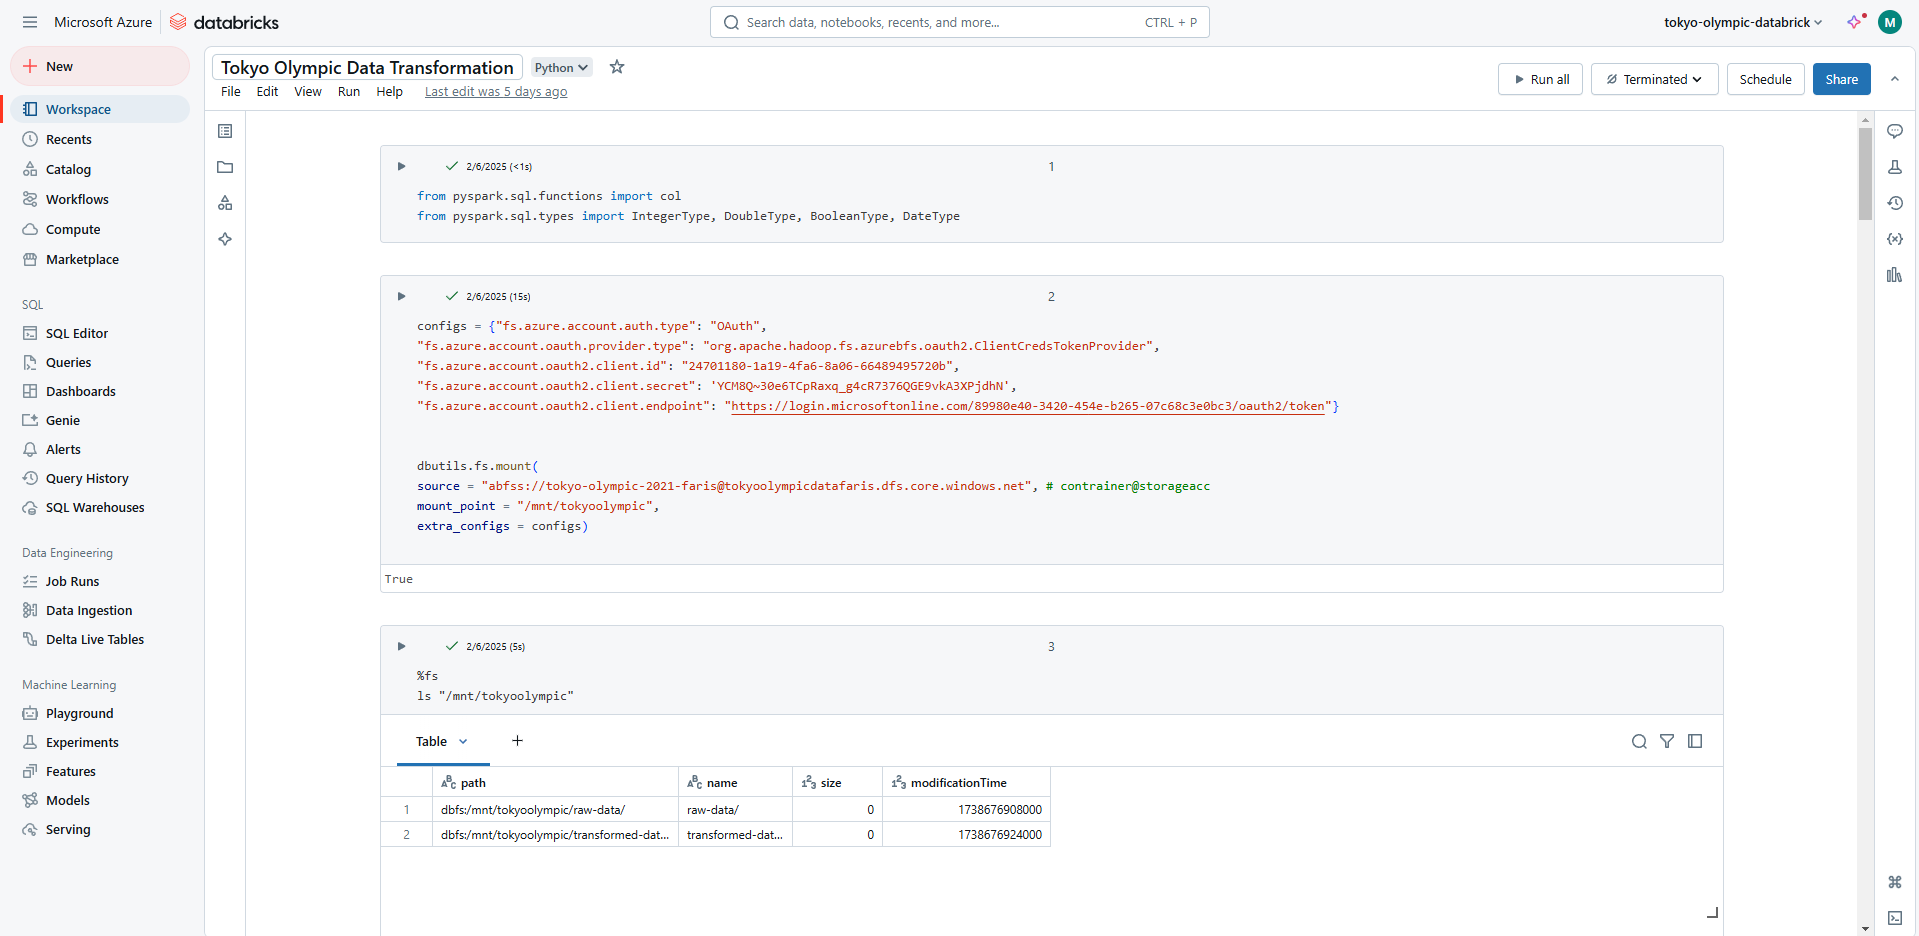 Microsoft Azure databricks
Search data, notebooks, recents, and more... CTRL + P
tokyo-olympic-databrick
M
New
Workspace
Recents
Catalog
Workflows
Compute
Marketplace
SQL
SQL Editor
Queries
Dashboards
Genie
Alerts
Query History
SQL Warehouses
Data Engineering
Job Runs
Data Ingestion
Delta Live Tables
Machine Learning
Playground
Experiments
Features
Models
Serving
Tokyo Olympic Data Transformation Python
File Edit View Run Help Last edit was 5 days ago
Run all Terminated Schedule Share
2/6/2025 (<1s) 1
from pyspark.sql.functions import col
from pyspark.sql.types import IntegerType, DoubleType, BooleanType, DateType
2/6/2025 (15s) 2
configs = {"fs.azure.account.auth.type": "OAuth",
"fs.azure.account.oauth.provider.type": "org.apache.hadoop.fs.azurebfs.oauth2.ClientCredsTokenProvider",
"fs.azure.account.oauth2.client.id": "24701180-1a19-4fa6-8a06-66489495720b",
"fs.azure.account.oauth2.client.secret": 'YCM8Q~30e6TCpRaxq_g4cR7376QGE9vkA3XPjdhN',
"fs.azure.account.oauth2.client.endpoint": "https://login.microsoftonline.com/89980e40-3420-454e-b265-07c68c3e0bc3/oauth2/token"}
dbutils.fs.mount(
source = "abfss://tokyo-olympic-2021-faris@tokyoolympicdatafaris.dfs.core.windows.net", # contrainer@storageacc
mount_point = "/mnt/tokyoolympic",
extra_configs = configs)
True
2/6/2025 (5s) 3
%fs
ls "/mnt/tokyoolympic"
Table +
path name size modificationTime
1 dbfs:/mnt/tokyoolympic/raw-data/ raw-data/ 0 1738676908000
2 dbfs:/mnt/tokyoolympic/transformed-dat... transformed-dat... 0 1738676924000